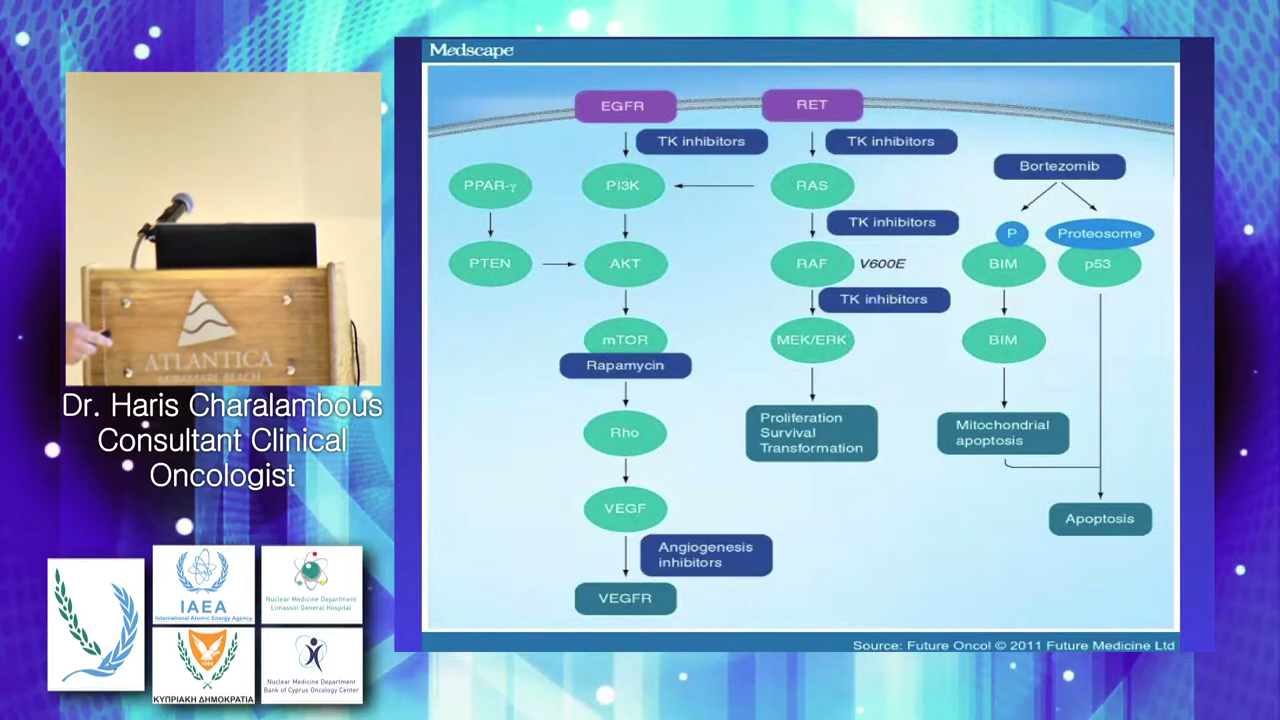 Medscape
EGFR
RET
TK inhibitors
TK inhibitors
Bortezomib
PPAR-γ
PI3K
RAS
TK inhibitors
P
Proteosome
PTEN
AKT
RAF
V600E
BIM
p53
TK inhibitors
mTOR
Rapamycin
MEK/ERK
BIM
Rho
Proliferation
Survival
Transformation
Mitochondrial
apoptosis
VEGF
Apoptosis
Angiogenesis
inhibitors
VEGFR
Source: Future Oncol © 2011 Future Medicine Ltd
ATLANTICA
MIRAMARE BEACH
Dr. Haris Charalambous
Consultant Clinical
Oncologist
IAEA
International Atomic Energy Agency
Nuclear Medicine Department
Limassol General Hospital
1960
ΚΥΠΡΙΑΚΗ ΔΗΜΟΚΡΑΤΙΑ
Nuclear Medicine Department
Bank of Cyprus Oncology Center